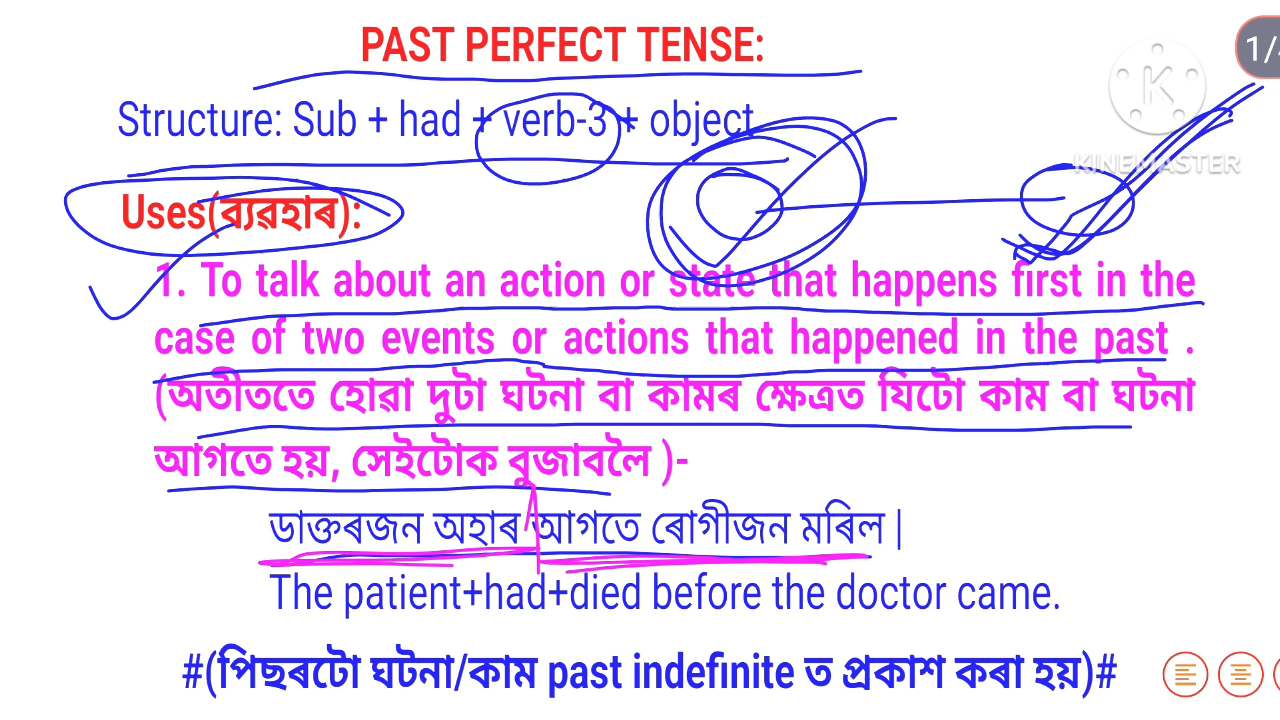 PAST PERFECT TENSE:
1/
Structure: Sub + had + verb-3 + object
KINEMASTER
Uses(ব্যৱহাৰ):
1. To talk about an action or state that happens first in the
case of two events or actions that happened in the past .
(অতীততে হোৱা দুটা ঘটনা বা কামৰ ক্ষেত্ৰত যিটো কাম বা ঘটনা
আগতে হয়, সেইটোক বুজাবলৈ )-
ডাক্তৰজন অহাৰ আগতে ৰোগীজন মৰিল |
The patient+had+died before the doctor came.
#(পিছৰটো ঘটনা/কাম past indefinite ত প্ৰকাশ কৰা হয়)#